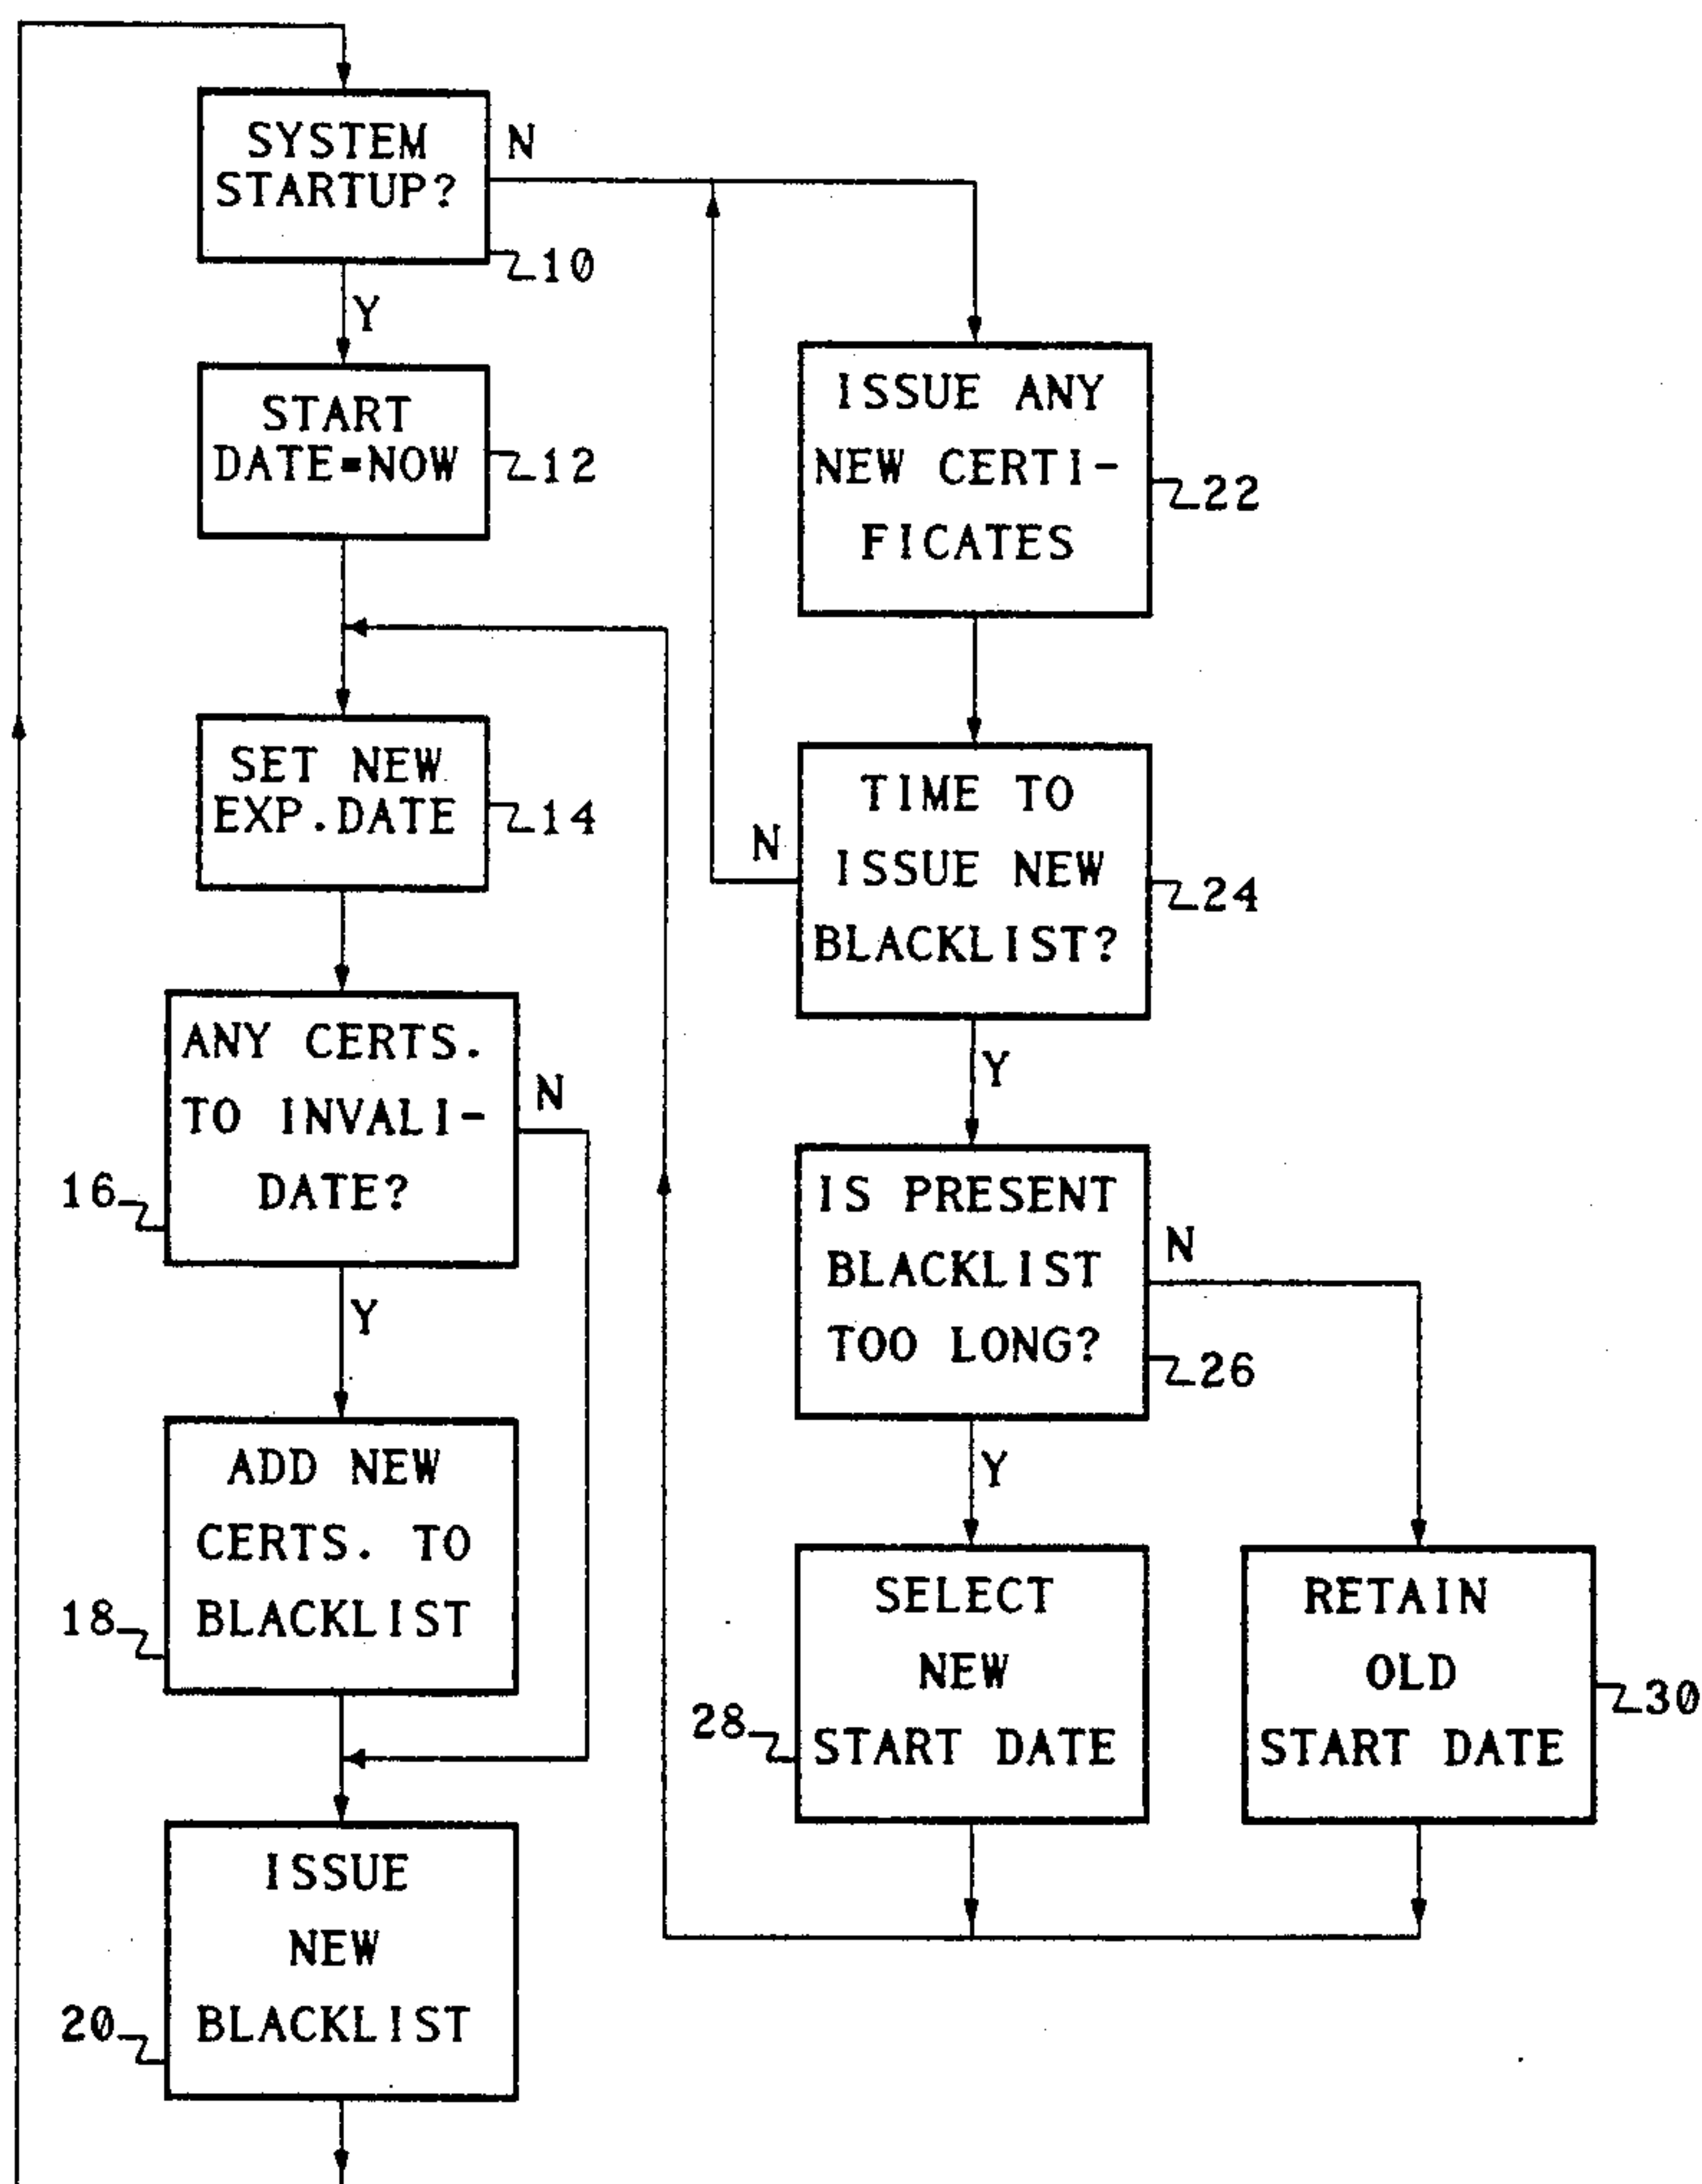 SYSTEM
STARTUP?
N
10
Y
START
DATE=NOW
12
SET NEW
EXP.DATE
14
ANY CERTS.
TO INVALI-
DATE?
N
16
Y
ADD NEW
CERTS. TO
BLACKLIST
18
ISSUE
NEW
BLACKLIST
20
ISSUE ANY
NEW CERTI-
FICATES
22
TIME TO
ISSUE NEW
BLACKLIST?
N
24
Y
IS PRESENT
BLACKLIST
TOO LONG?
N
26
Y
SELECT
NEW
START DATE
28
RETAIN
OLD
START DATE
30